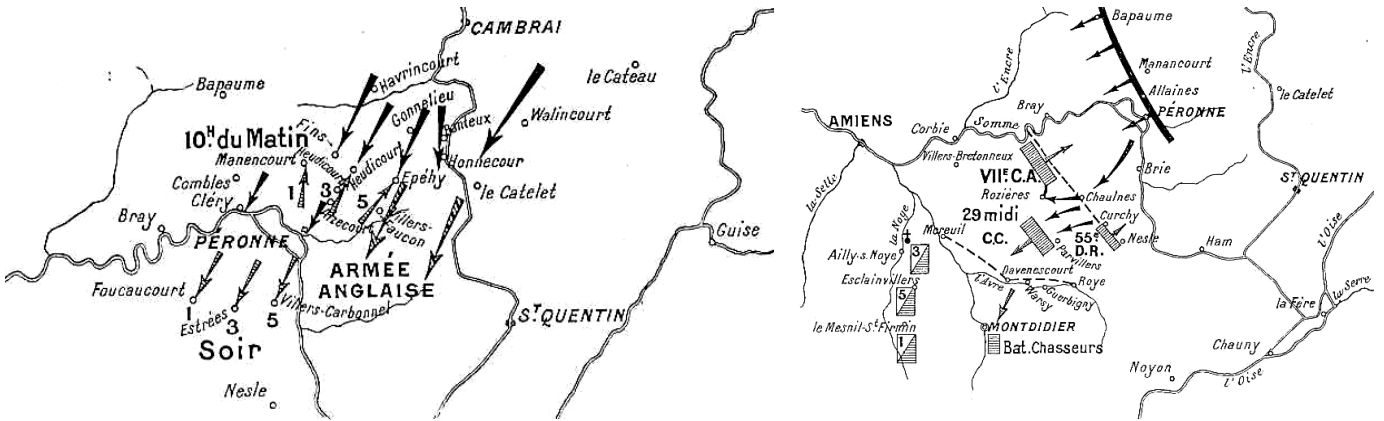 CAMBRAI
Havrincourt
le Cateau
Bapaume
Gonnelieu
Walincourt
Fins
Banteux
10ᴴ du Matin
Heudicourt
Heudicourt
Honnecour
Manencourt
1
3
5
Epéhy
le Catelet
Combles
Cléry
Villers-Faucon
Bray
PÉRONNE
Guise
ARMÉE
ANGLAISE
Foucaucourt
1
Estrées
3
5
Villers-Carbonnel
Sᵀ QUENTIN
Soir
Nesle
Bapaume
l'Encre
l'Encre
Manancourt
Allaines
le Catelet
Bray
PÉRONNE
AMIENS
Corbie
Somme
Villers-Bretonneux
VIIᵉ C.A.
Brie
Sᵀ QUENTIN
Rozières
Chaulnes
la Selle
la Noye
29 midi
C.C.
Curchy
l'Oise
Moreuil
55ᵉ
D.R.
Nesle
Ham
Parvillers
Ailly-s.Noye
3
Davenescourt
l'Avre
Warsy
Guerbigny
Roye
Esclainvillers
5
la Fère
la Serre
le Mesnil-Sᵗ Firmin
1
MONTDIDIER
Bat. Chasseurs
Chauny
Noyon
l'Oise